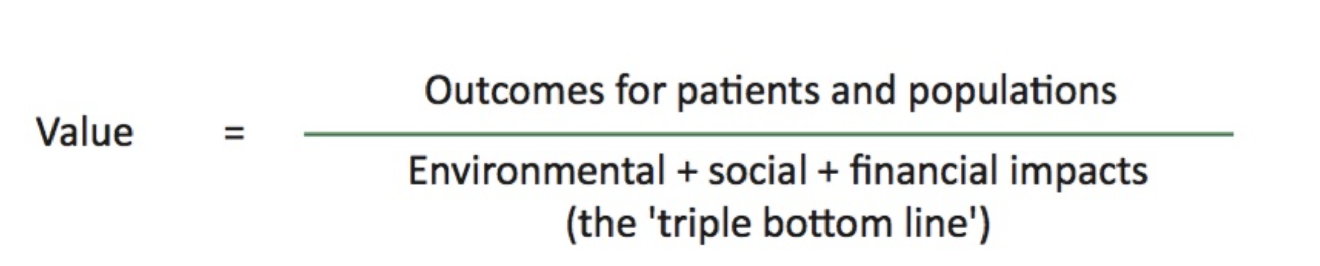 Outcomes for patients and populations
Value =
Environmental + social + financial impacts
(the 'triple bottom line')